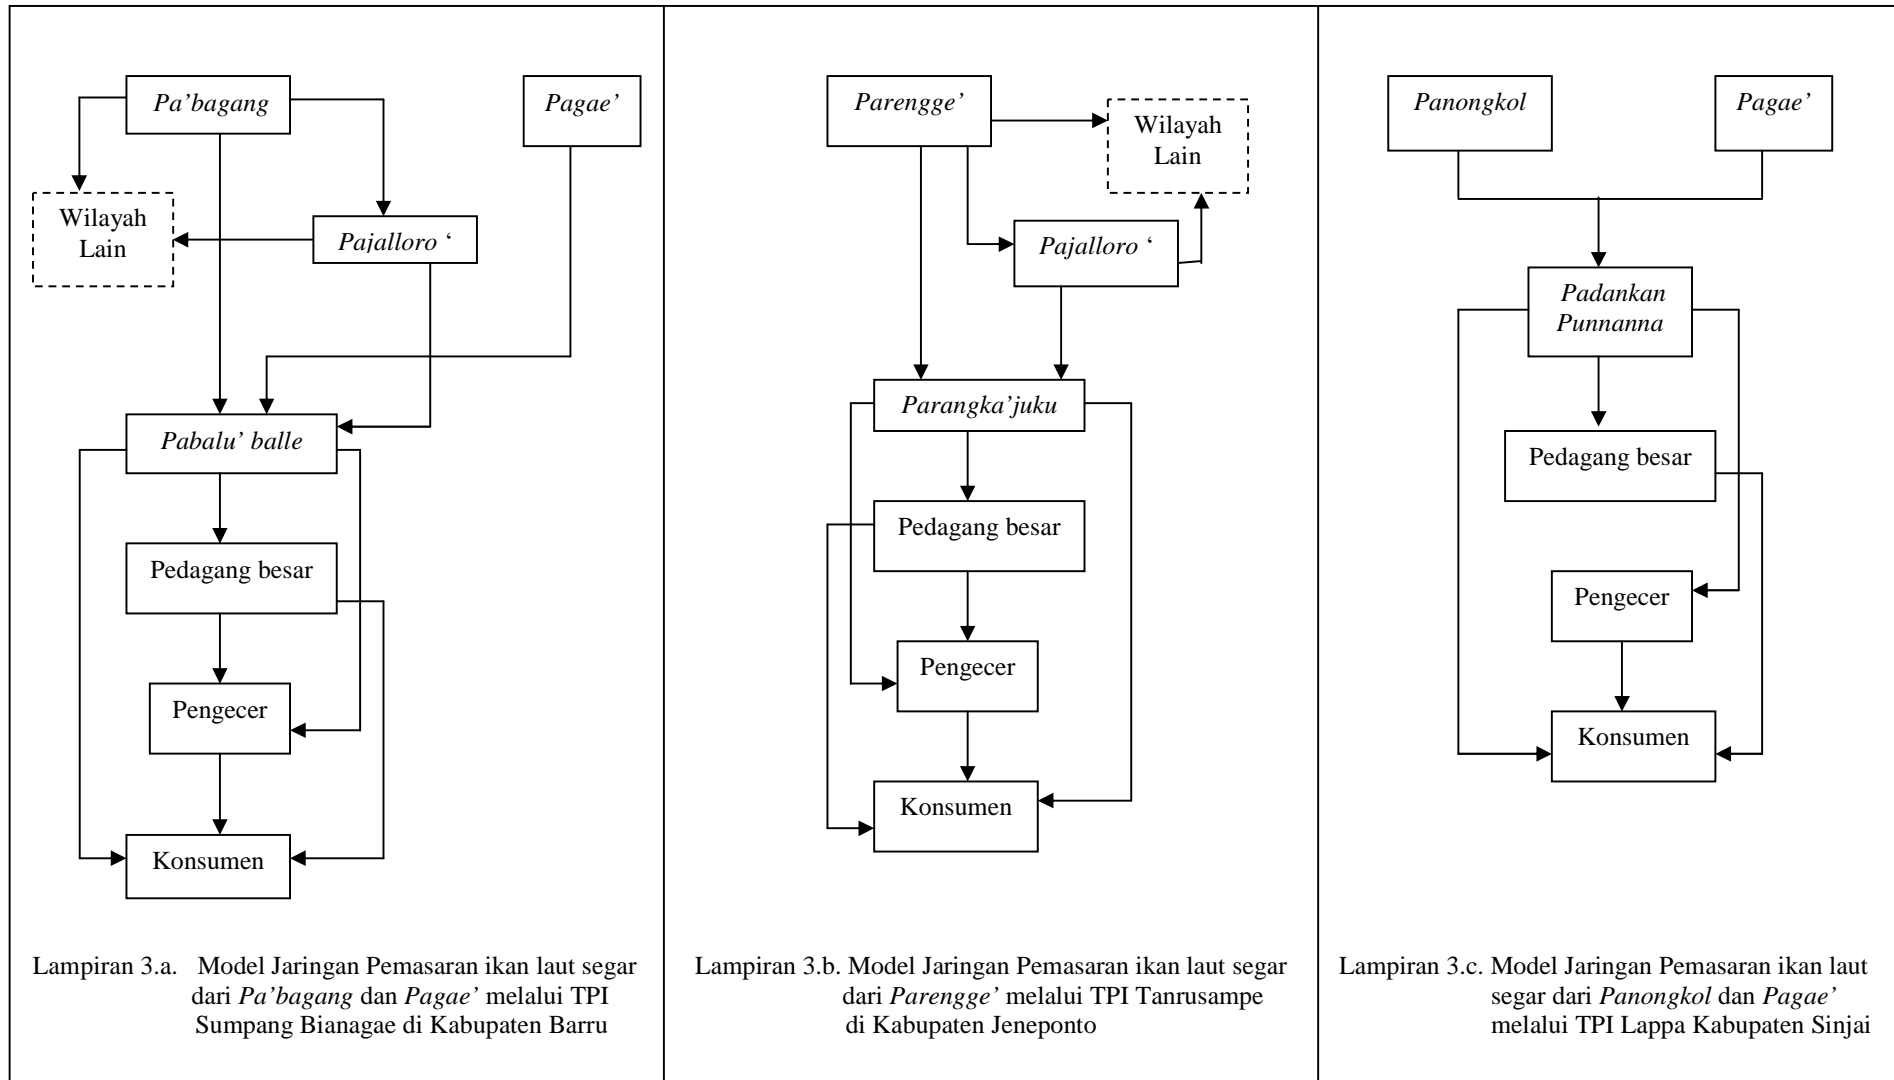 Pa’bagang
Pagae’
Wilayah
Lain
Pajalloro ‘
Pabalu’ balle
Pedagang besar
Pengecer
Konsumen
Lampiran 3.a. Model Jaringan Pemasaran ikan laut segar
dari Pa’bagang dan Pagae’ melalui TPI
Sumpang Bianagae di Kabupaten Barru
Parengge’
Wilayah
Lain
Pajalloro ‘
Parangka’juku
Pedagang besar
Pengecer
Konsumen
Lampiran 3.b. Model Jaringan Pemasaran ikan laut segar
dari Parengge’ melalui TPI Tanrusampe
di Kabupaten Jeneponto
Panongkol
Pagae’
Padankan
Punnanna
Pedagang besar
Pengecer
Konsumen
Lampiran 3.c. Model Jaringan Pemasaran ikan laut
segar dari Panongkol dan Pagae’
melalui TPI Lappa Kabupaten Sinjai